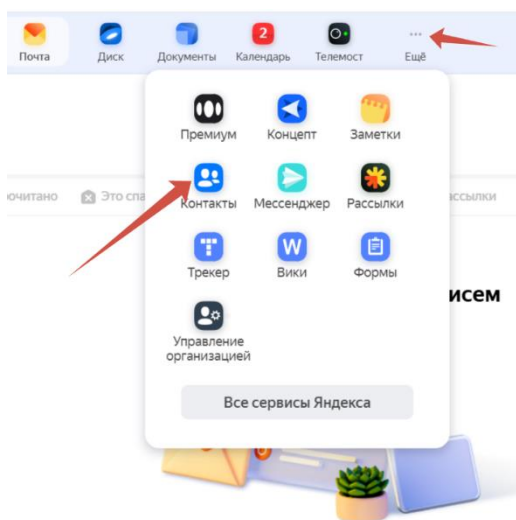 2
Почта Диск Документы Календарь Телемост Ещё
Премиум Концепт Заметки
очитано Это спа Контакты Мессенджер Рассылки ссылки
W
Трекер Вики Формы
исем
Управление
организацией
Все сервисы Яндекса